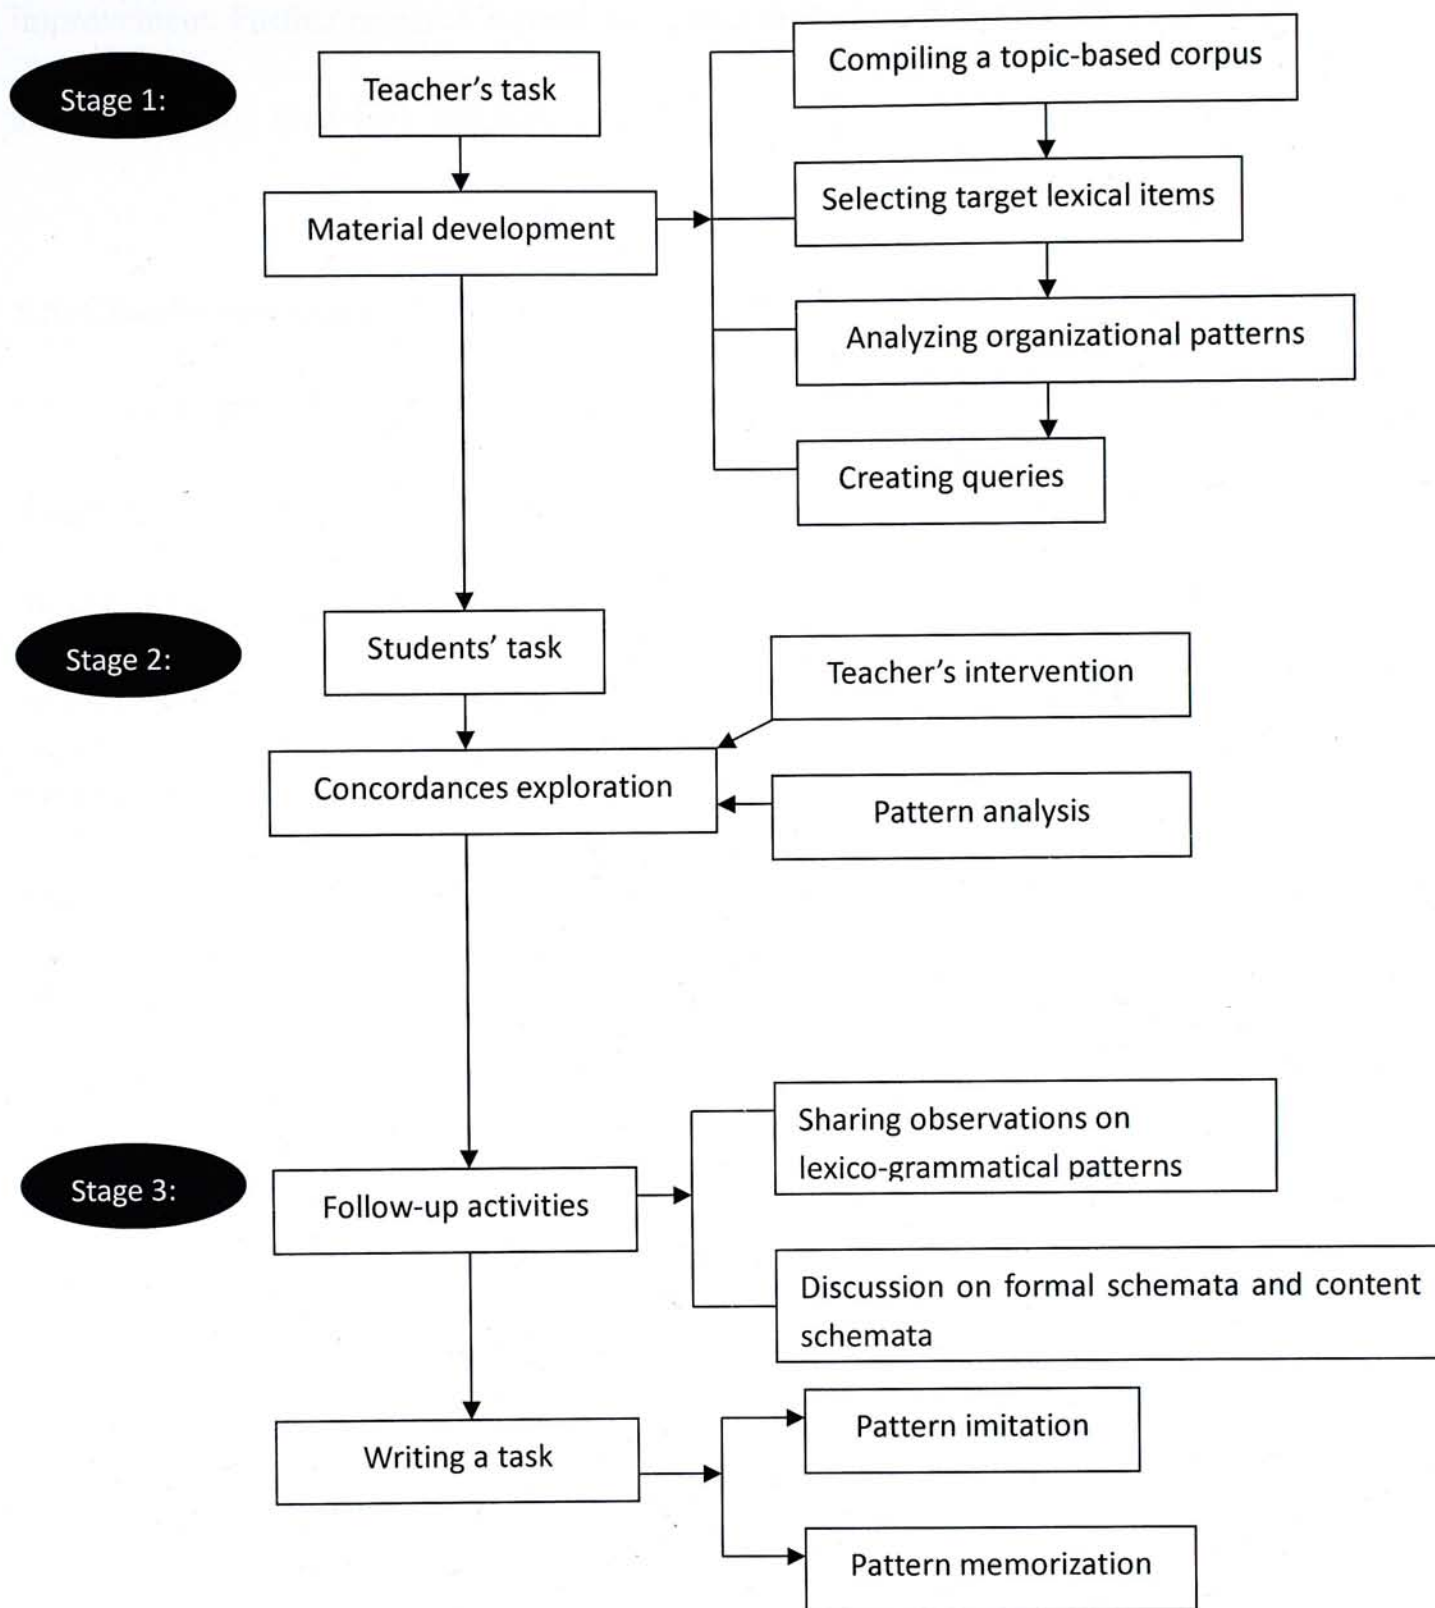 Stage 1:
Teacher's task
Compiling a topic-based corpus
Material development
Selecting target lexical items
Analyzing organizational patterns
Creating queries
Stage 2:
Students' task
Teacher's intervention
Concordances exploration
Pattern analysis
Stage 3:
Follow-up activities
Sharing observations on
lexico-grammatical patterns
Discussion on formal schemata and content
schemata
Writing a task
Pattern imitation
Pattern memorization